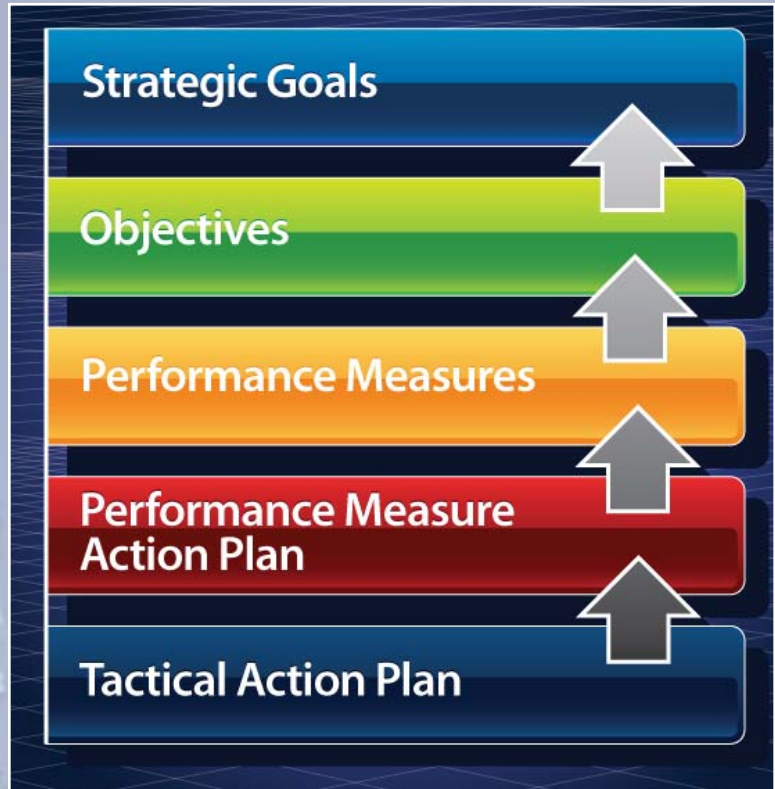 Strategic Goals
Objectives
Performance Measures
Performance Measure
Action Plan
Tactical Action Plan